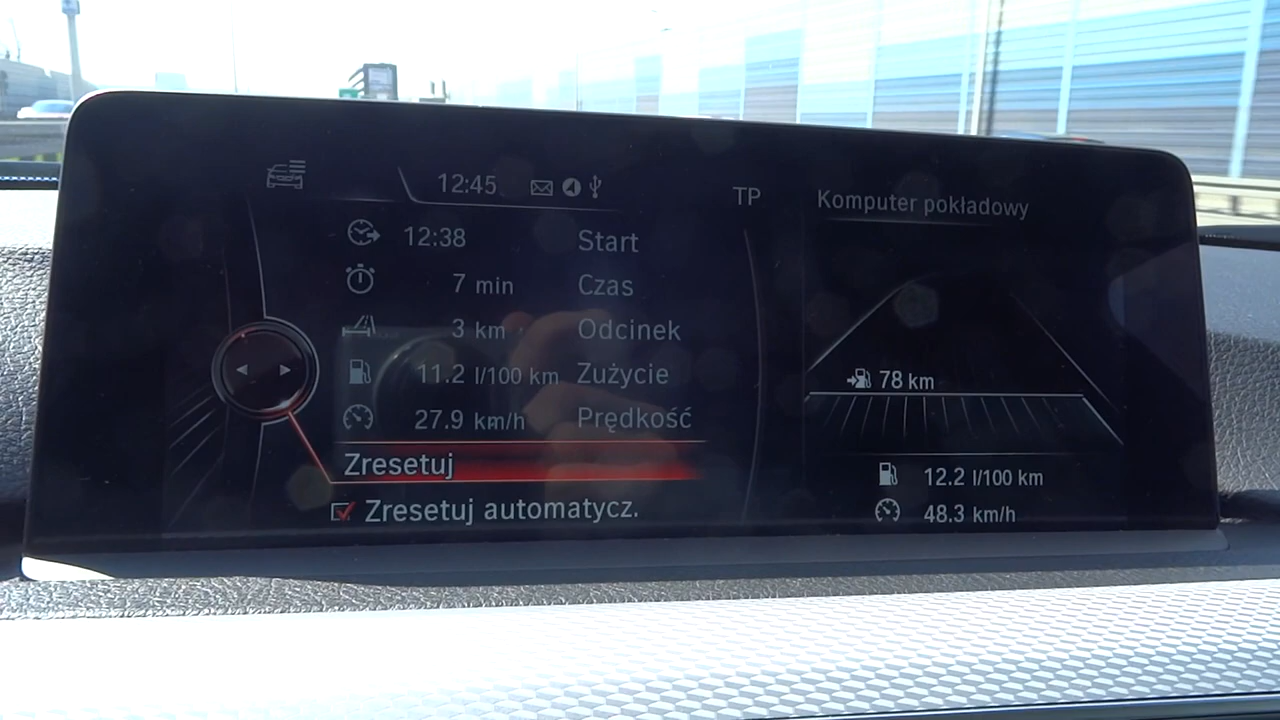 12:45
TP
Komputer pokładowy
12:38 Start
7 min Czas
3 km Odcinek
11.2 l/100 km Zużycie
27.9 km/h Prędkość
Zresetuj
Zresetuj automatycz.
78 km
12.2 l/100 km
48.3 km/h